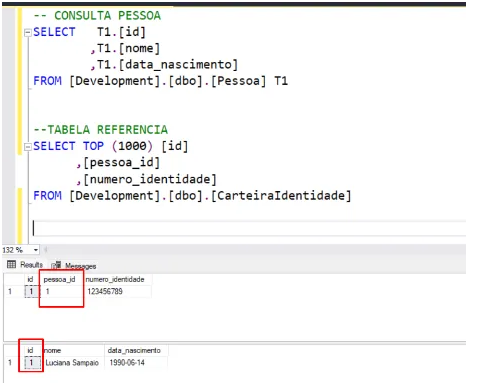 -- CONSULTA PESSOA
SELECT T1.[id]
,T1.[nome]
,T1.[data_nascimento]
FROM [Development].[dbo].[Pessoa] T1
--TABELA REFERENCIA
SELECT TOP (1000) [id]
,[pessoa_id]
,[numero_identidade]
FROM [Development].[dbo].[CarteiraIdentidade]
132 %
Results Messages
id pessoa_id numero_identidade
1 1 1 123456789
id nome data_nascimento
1 1 Luciana Sampaio 1990-06-14